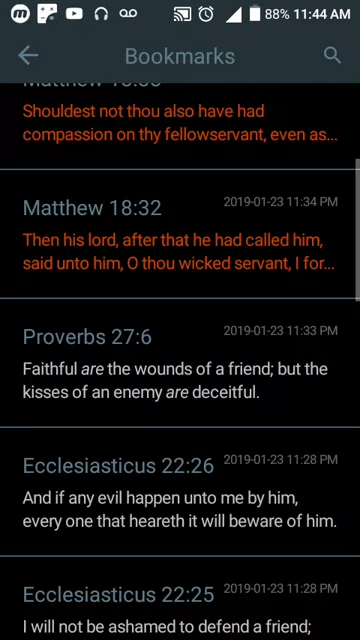 88% 11:44 AM
Bookmarks
Matthew 18:33
Shouldest not thou also have had
compassion on thy fellowservant, even as...
Matthew 18:32
2019-01-23 11:34 PM
Then his lord, after that he had called him,
said unto him, O thou wicked servant, I for...
Proverbs 27:6
2019-01-23 11:33 PM
Faithful are the wounds of a friend; but the
kisses of an enemy are deceitful.
Ecclesiasticus 22:26
2019-01-23 11:28 PM
And if any evil happen unto me by him,
every one that heareth it will beware of him.
Ecclesiasticus 22:25
2019-01-23 11:28 PM
I will not be ashamed to defend a friend;